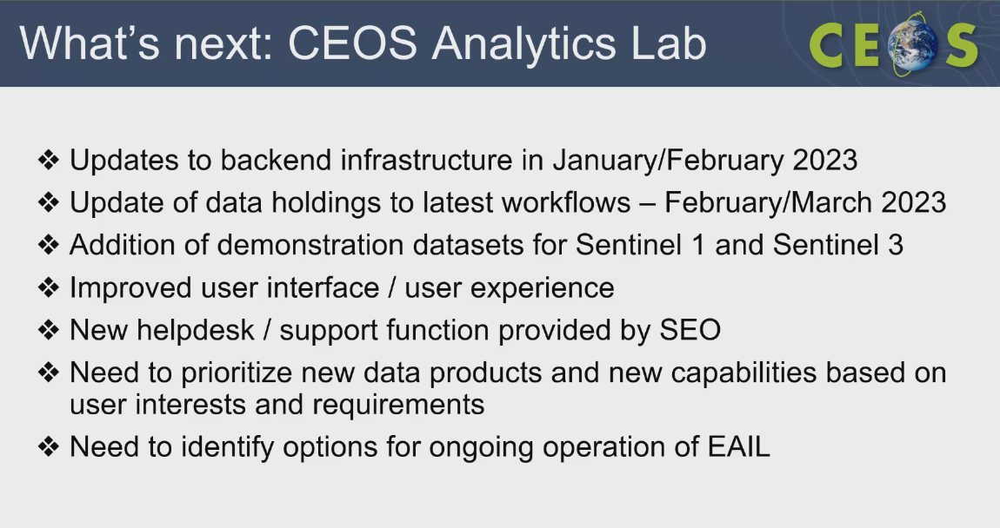 What's next: CEOS Analytics Lab
CEOS
❖ Updates to backend infrastructure in January/February 2023
❖ Update of data holdings to latest workflows – February/March 2023
❖ Addition of demonstration datasets for Sentinel 1 and Sentinel 3
❖ Improved user interface / user experience
❖ New helpdesk / support function provided by SEO
❖ Need to prioritize new data products and new capabilities based on
user interests and requirements
❖ Need to identify options for ongoing operation of EAIL